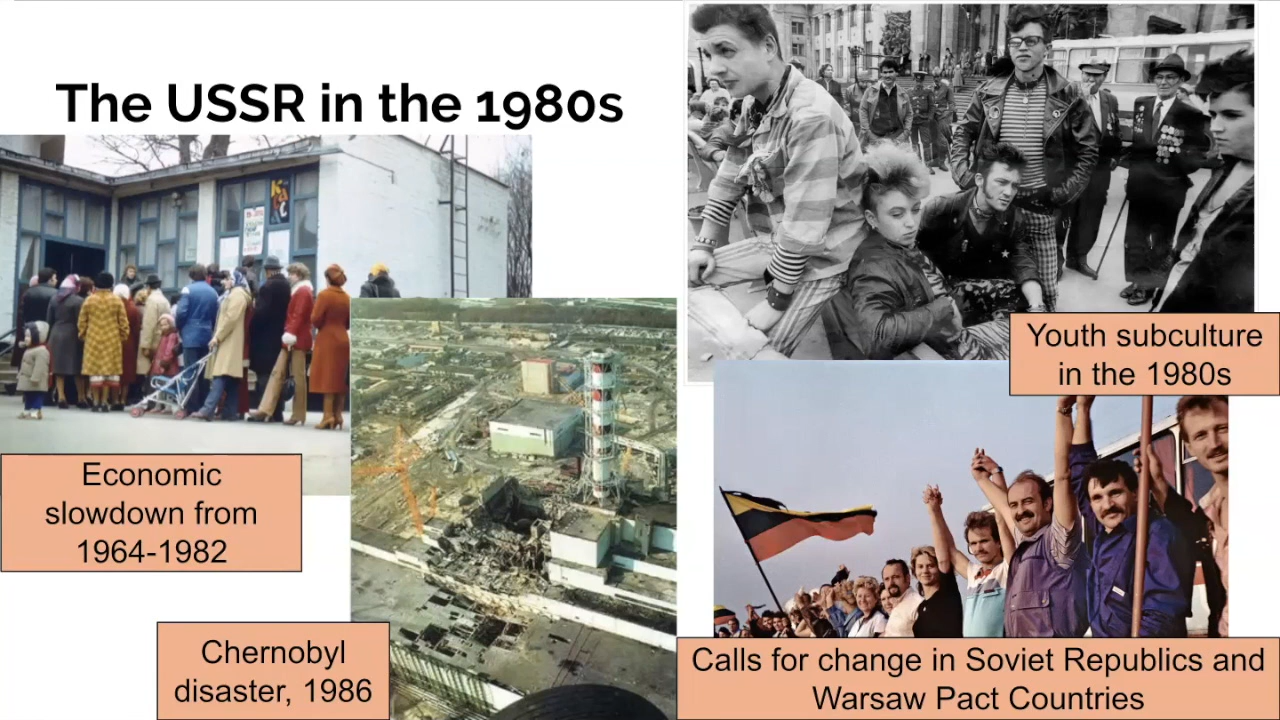 The USSR in the 1980s
Youth subculture
in the 1980s
Economic
slowdown from
1964-1982
Chernobyl
disaster, 1986
Calls for change in Soviet Republics and
Warsaw Pact Countries